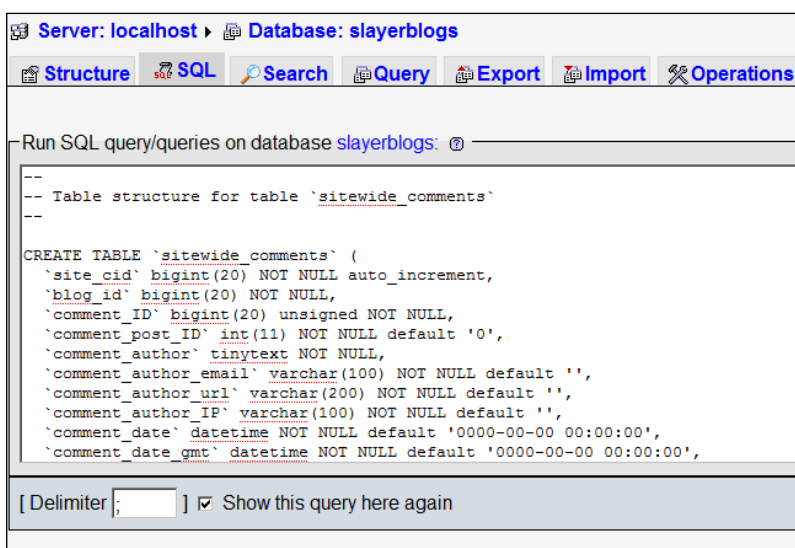 Server: localhost ▸ Database: slayerblogs
Structure SQL Search Query Export Import Operations
Run SQL query/queries on database slayerblogs:
--
-- Table structure for table `sitewide_comments`
--
CREATE TABLE `sitewide_comments` (
`site_cid` bigint(20) NOT NULL auto_increment,
`blog_id` bigint(20) NOT NULL,
`comment_ID` bigint(20) unsigned NOT NULL,
`comment_post_ID` int(11) NOT NULL default '0',
`comment_author` tinytext NOT NULL,
`comment_author_email` varchar(100) NOT NULL default '',
`comment_author_url` varchar(200) NOT NULL default '',
`comment_author_IP` varchar(100) NOT NULL default '',
`comment_date` datetime NOT NULL default '0000-00-00 00:00:00',
`comment_date_gmt` datetime NOT NULL default '0000-00-00 00:00:00',
[ Delimiter ; ] Show this query here again